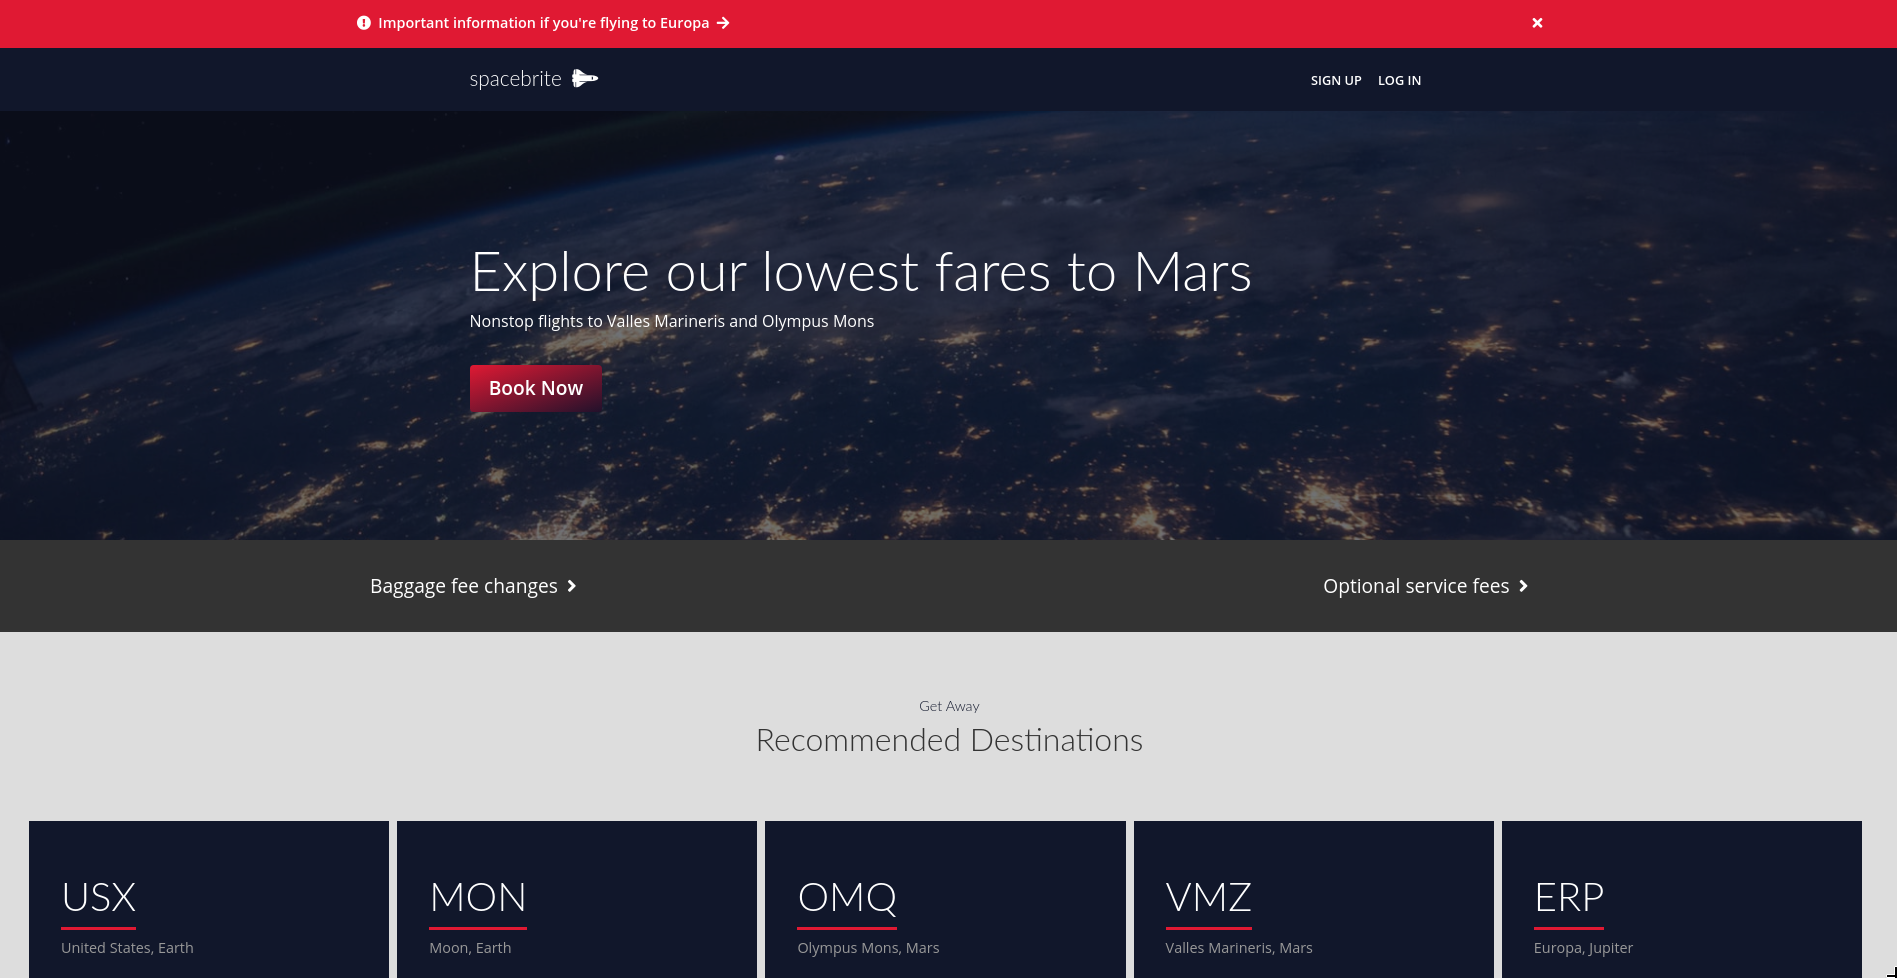 Important information if you're flying to Europa
spacebrite
SIGN UP LOG IN
Explore our lowest fares to Mars
Nonstop flights to Valles Marineris and Olympus Mons
Book Now
Baggage fee changes
Optional service fees
Get Away
Recommended Destinations
USX
United States, Earth
MON
Moon, Earth
OMQ
Olympus Mons, Mars
VMZ
Valles Marineris, Mars
ERP
Europa, Jupiter